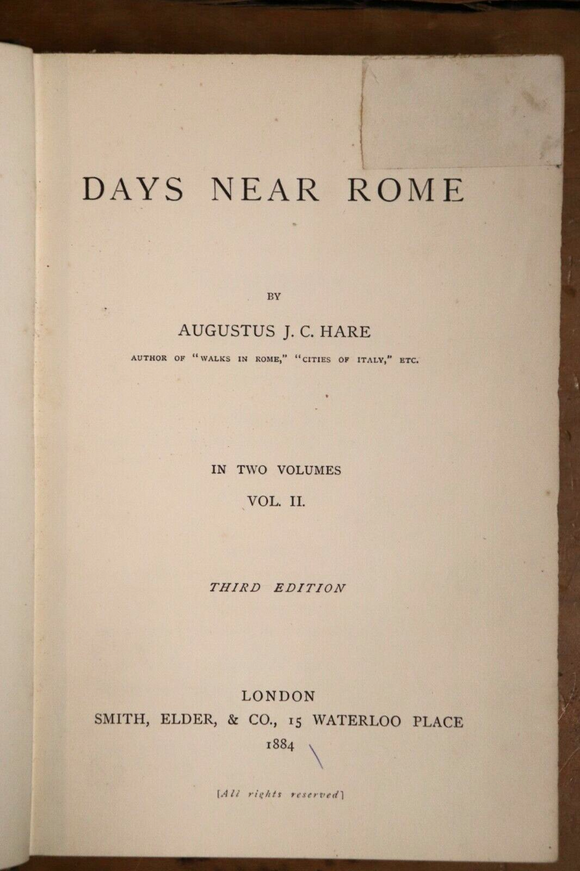 DAYS NEAR ROME
BY
AUGUSTUS J. C. HARE
AUTHOR OF "WALKS IN ROME," "CITIES OF ITALY," ETC.
IN TWO VOLUMES
VOL. II.
THIRD EDITION
LONDON
SMITH, ELDER, & CO., 15 WATERLOO PLACE
1884
[All rights reserved]